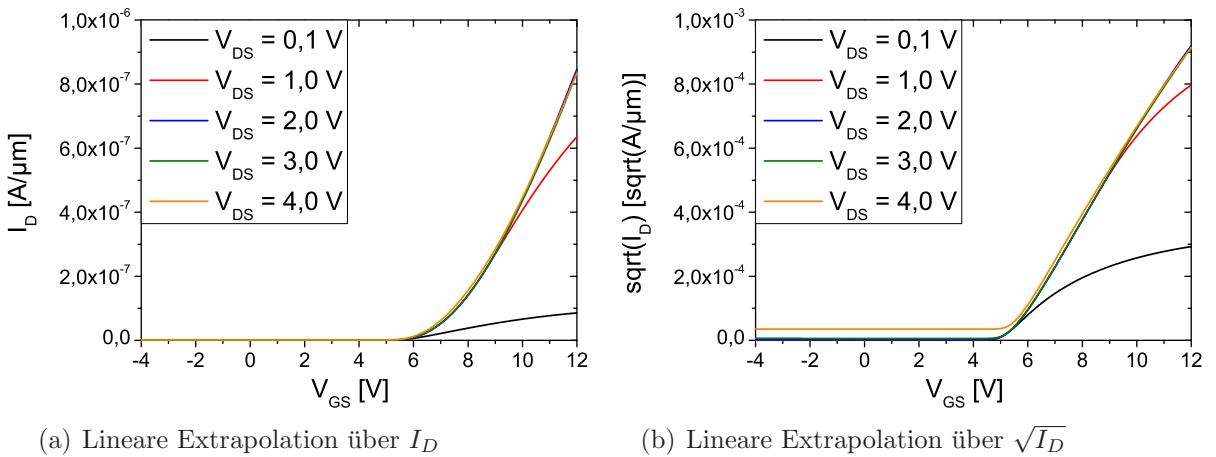 1,0x10⁻⁶
8,0x10⁻⁷
6,0x10⁻⁷
4,0x10⁻⁷
2,0x10⁻⁷
0,0
I_D [A/µm]
V_DS = 0,1 V
V_DS = 1,0 V
V_DS = 2,0 V
V_DS = 3,0 V
V_DS = 4,0 V
-4 -2 0 2 4 6 8 10 12
V_GS [V]
(a) Lineare Extrapolation über I_D
1,0x10⁻³
8,0x10⁻⁴
6,0x10⁻⁴
4,0x10⁻⁴
2,0x10⁻⁴
0,0
sqrt(I_D) [sqrt(A/µm)]
V_DS = 0,1 V
V_DS = 1,0 V
V_DS = 2,0 V
V_DS = 3,0 V
V_DS = 4,0 V
-4 -2 0 2 4 6 8 10 12
V_GS [V]
(b) Lineare Extrapolation über √I_D